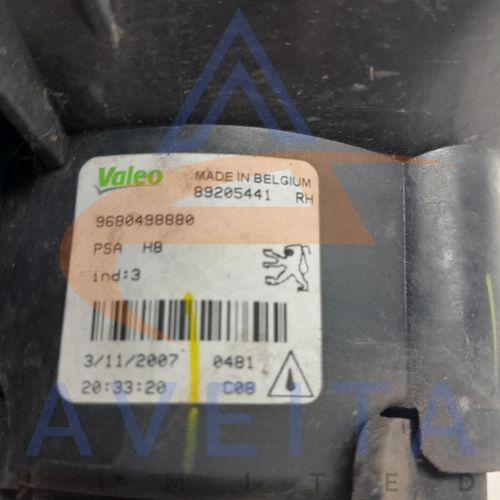 Valeo MADE IN BELGIUM
89205441 RH
9680498880
PSA H8
ind:3
3/11/2007 0481
20:33:20 C08
AVEITA
LIMITED